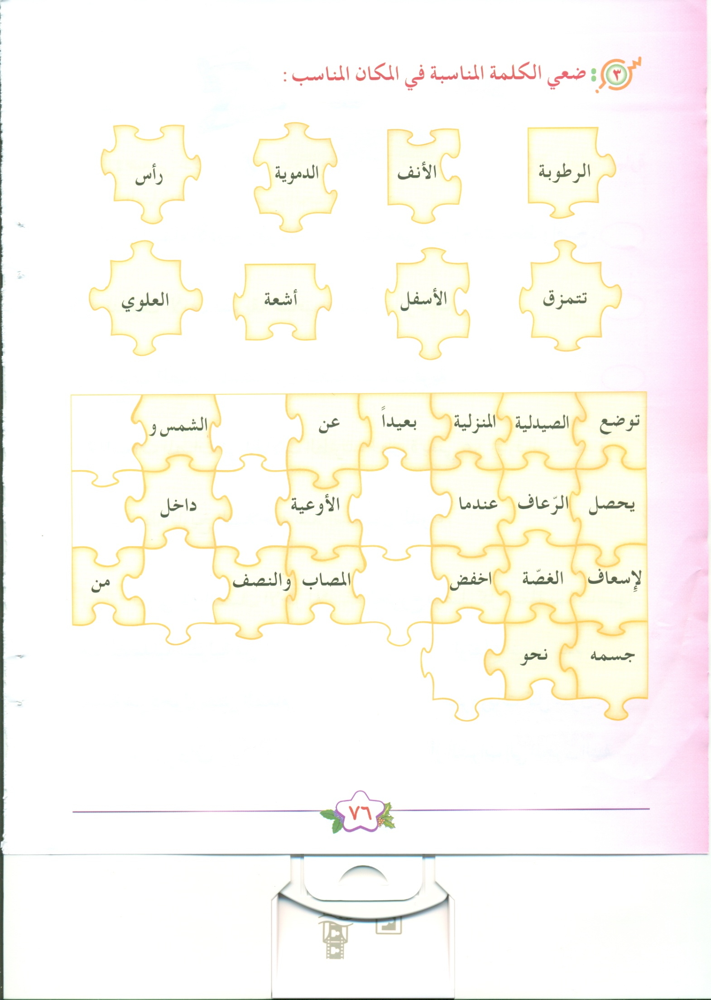 ٣ : ضعي الكلمة المناسبة في المكان المناسب :
الرطوبة الأنف الدموية رأس
تتمزق الأسفل أشعة العلوي
توضع الصيدلية المنزلية بعيداً عن الشمس و
يحصل الرّعاف عندما الأوعية داخل
لإسعاف الغصّة اخفض المصاب والنصف من
جسمه نحو
٧٦